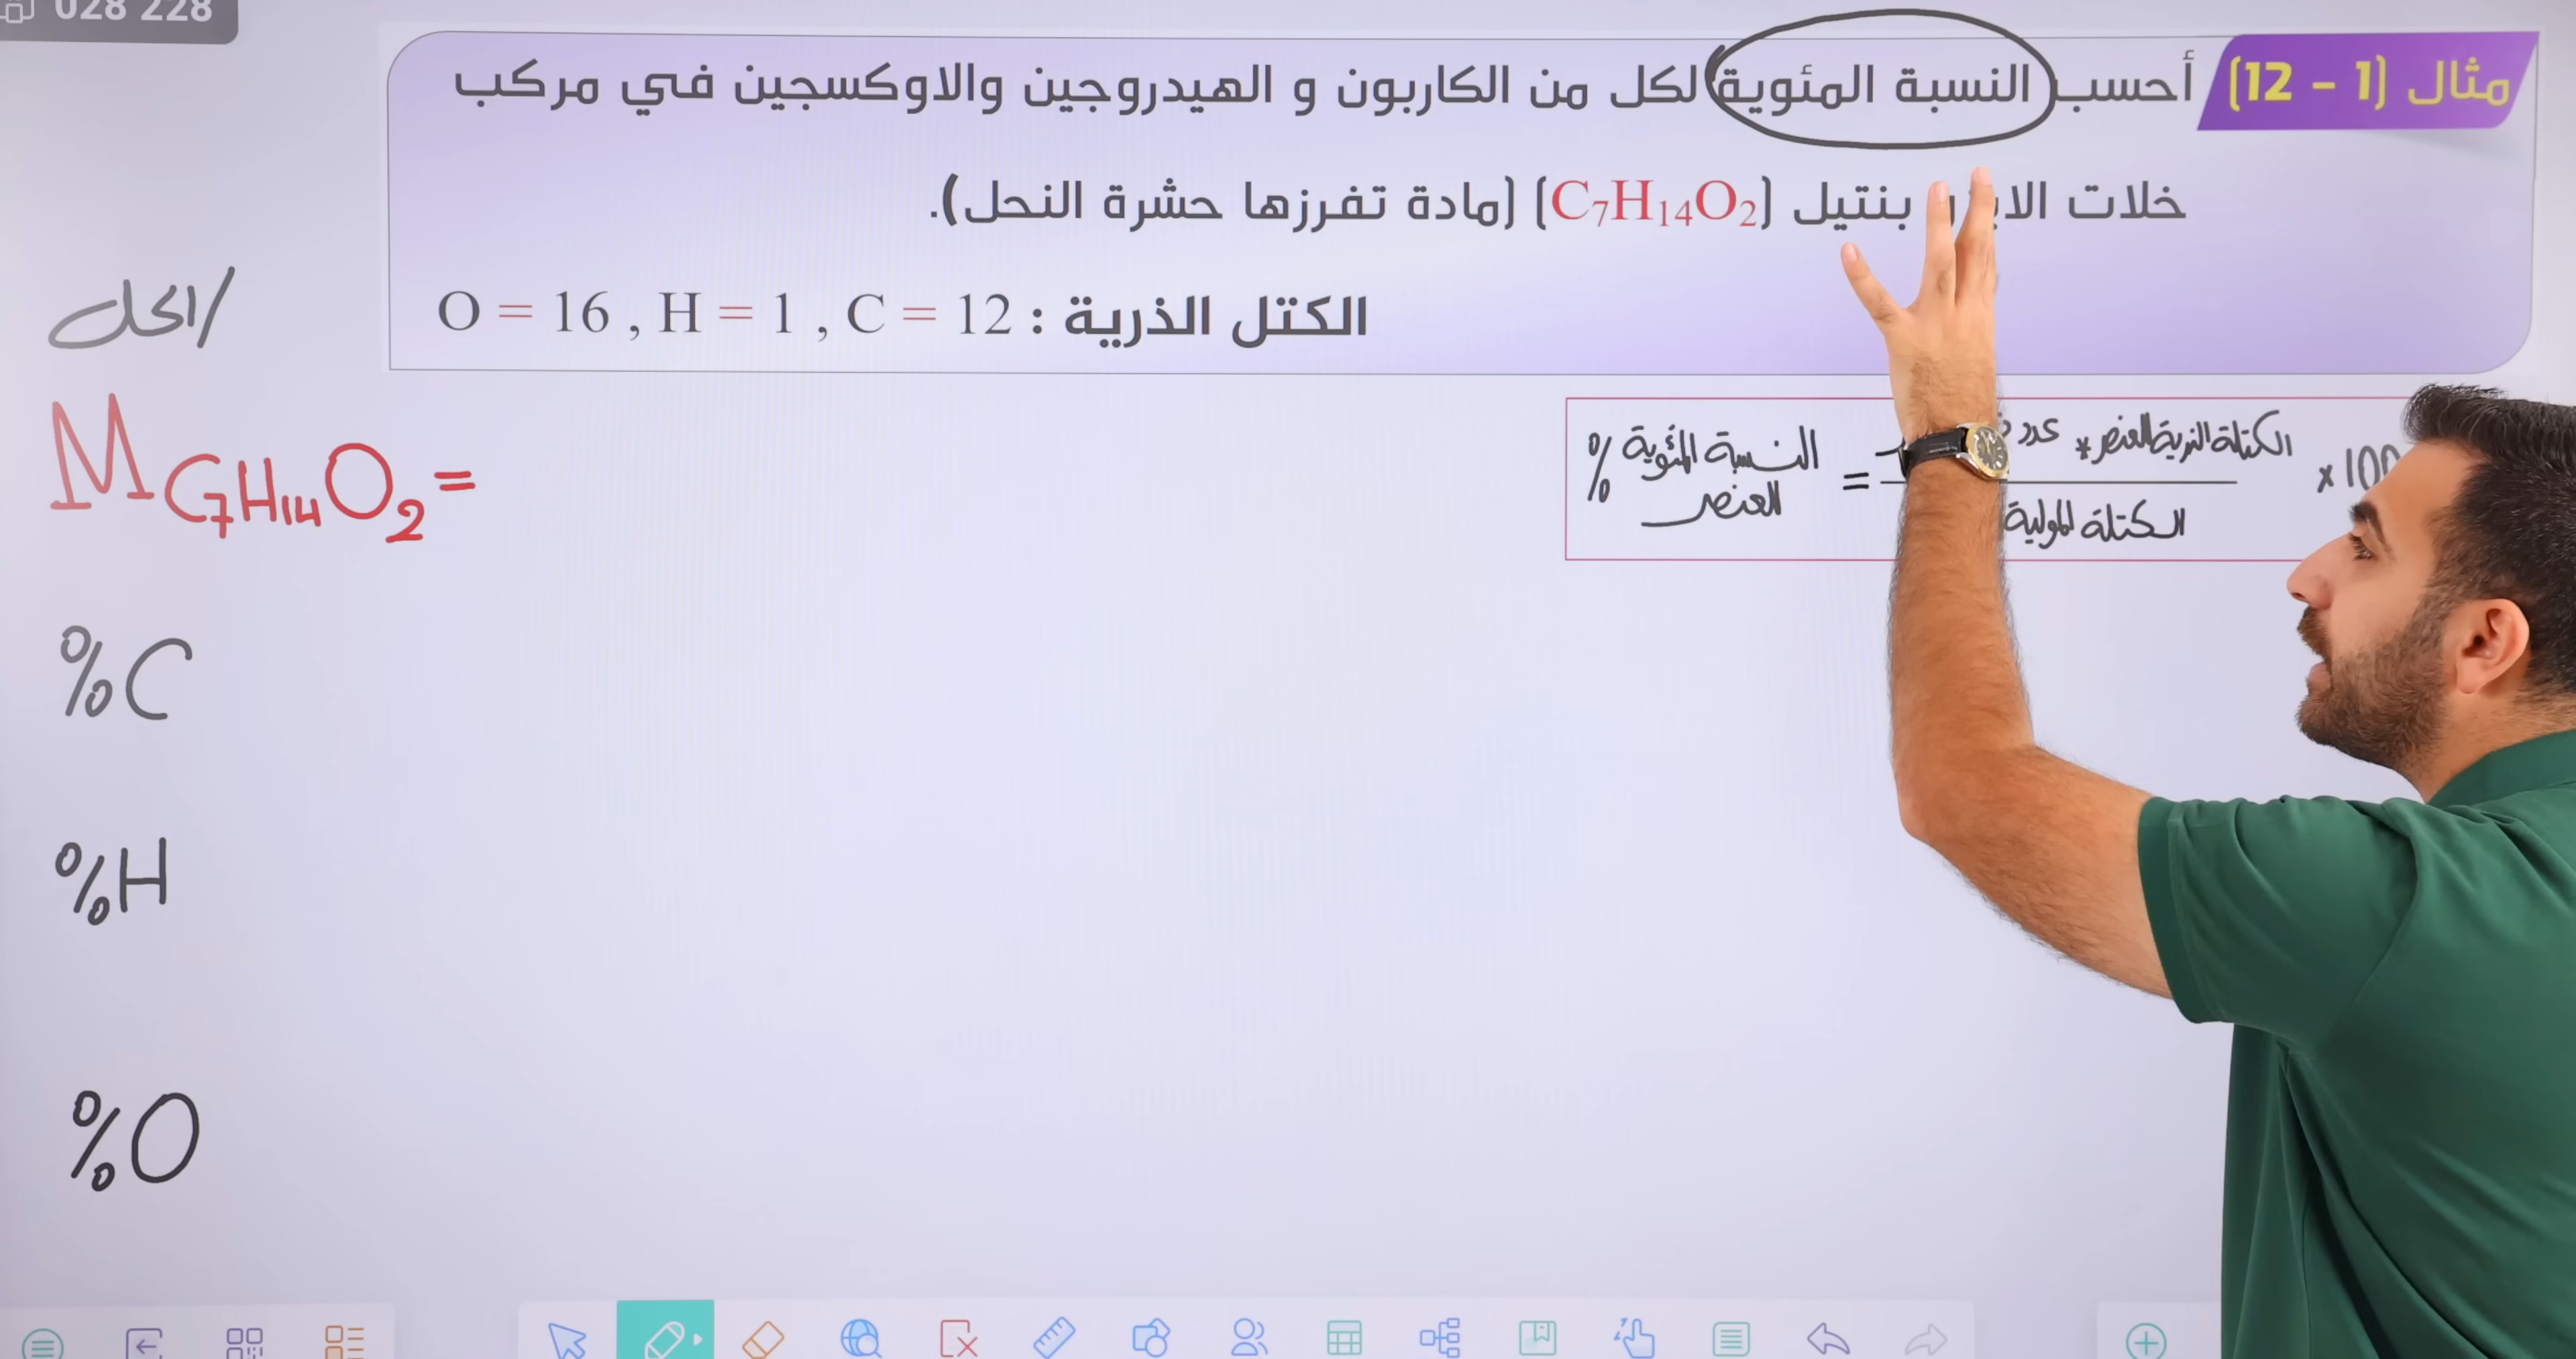 028 228
مثال (1 - 12) أحسب النسبة المئوية لكل من الكاربون و الهيدروجين والاوكسجين في مركب
خلات بنتيل (C7H14O2) (مادة تفرزها حشرة النحل).
الكتل الذرية : O = 16 , H = 1 , C = 12
الحل/
الكتلة الذرية للعنصر * عدد
النسبة المئوية % = ×100
العنصر الكتلة المولية
MC7H14O2 =
%C
%H
%O